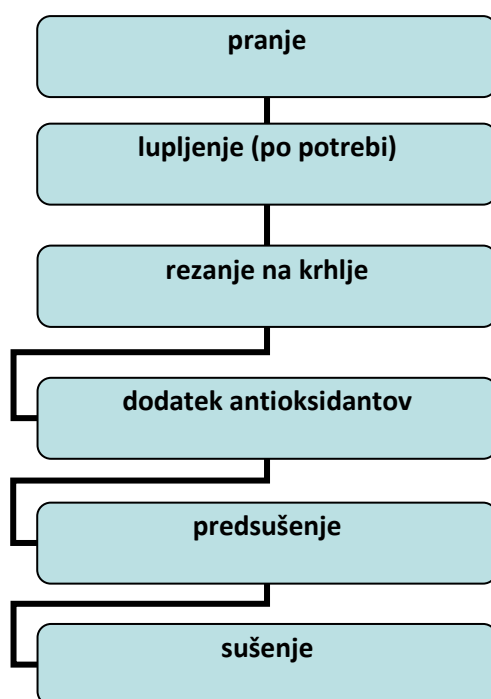 pranje
lupljenje (po potrebi)
rezanje na krhlje
dodatek antioksidantov
predsušenje
sušenje